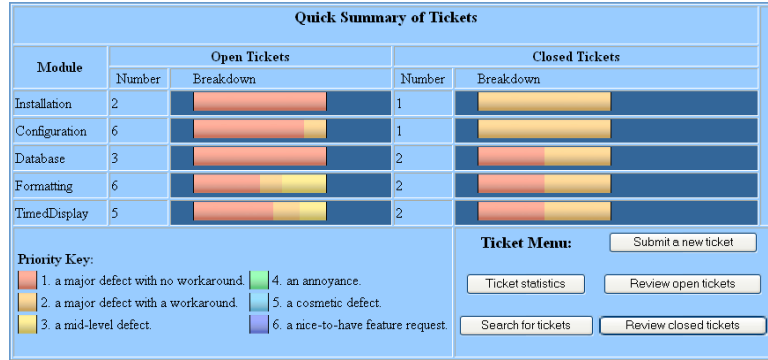 Quick Summary of Tickets
Module
Open Tickets
Closed Tickets
Number
Breakdown
Number
Breakdown
Installation 2 1
Configuration 6 1
Database 3 2
Formatting 6 2
TimedDisplay 5 2
Priority Key:
1. a major defect with no workaround.
2. a major defect with a workaround.
3. a mid-level defect.
4. an annoyance.
5. a cosmetic defect.
6. a nice-to-have feature request.
Ticket Menu:
Submit a new ticket
Ticket statistics
Review open tickets
Search for tickets
Review closed tickets